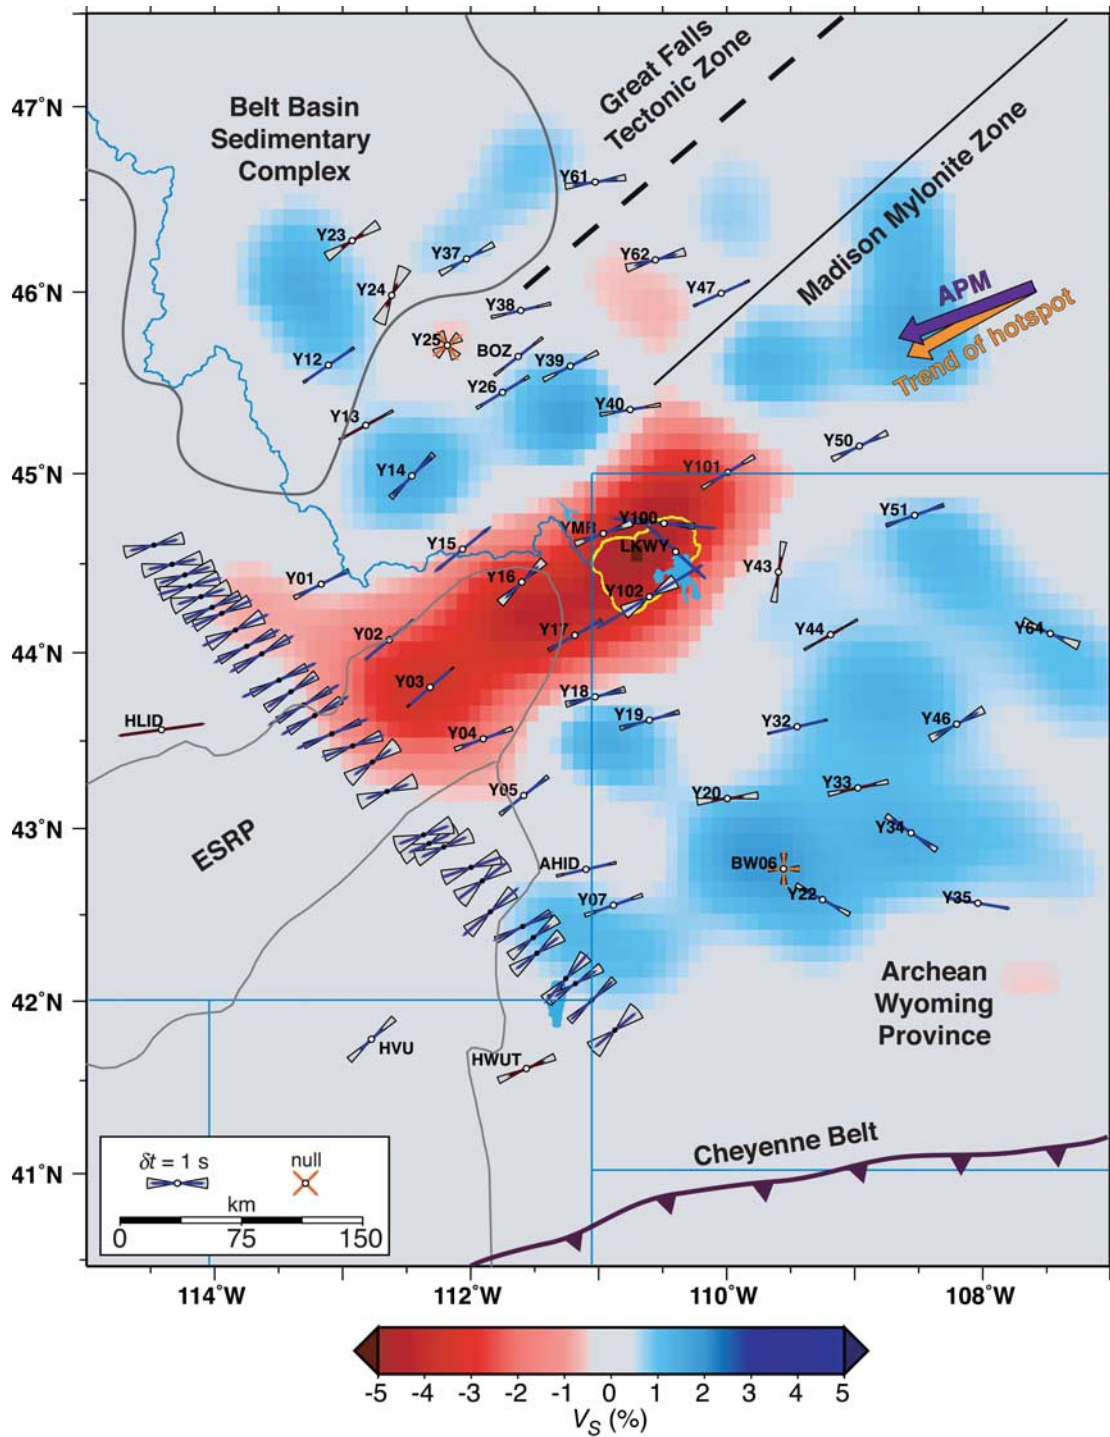 47°N
46°N
45°N
44°N
43°N
42°N
41°N
Belt Basin
Sedimentary
Complex
Great Falls
Tectonic Zone
Madison Mylonite Zone
APM
Trend of hotspot
Y61
Y23
Y37
Y62
Y24
Y47
Y38
Y25
BOZ
Y12
Y39
Y26
Y40
Y13
Y50
Y14
Y101
Y51
Y15
YMR
Y100
LKWY
Y43
Y01
Y16
Y102
Y02
Y17
Y44
Y64
Y03
Y18
HLID
Y04
Y19
Y32
Y46
Y05
Y20
Y33
ESRP
Y34
AHID
BW06
Y07
Y22
Y35
Archean
Wyoming
Province
HVU
HWUT
Cheyenne Belt
δt = 1 s
null
km
0 75 150
114°W 112°W 110°W 108°W
-5 -4 -3 -2 -1 0 1 2 3 4 5
V_S (%)